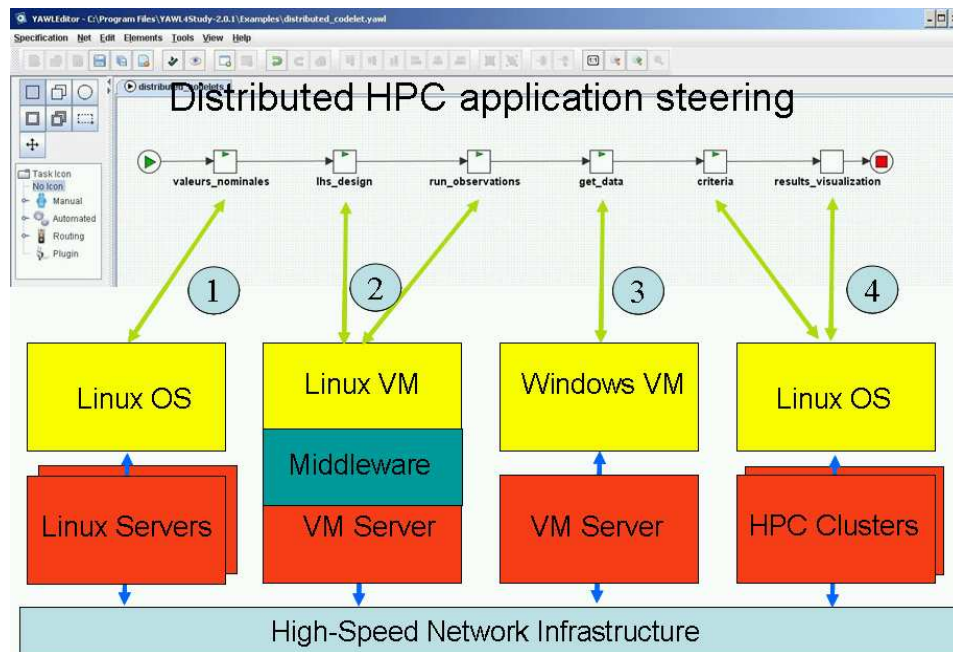 YAWLEditor - C:\Program Files\YAWL4Study-2.0.1\Examples\distributed_codelet.yawl
Specification Net Edit Elements Tools View Help
Distributed HPC application steering
Task Icon
No Icon
Manual
Automated
Routing
Plugin
valeurs_nominales
lhs_design
run_observations
get_data
criteria
results_visualization
1
2
3
4
Linux OS
Linux VM
Windows VM
Linux OS
Middleware
Linux Servers
VM Server
VM Server
HPC Clusters
High-Speed Network Infrastructure